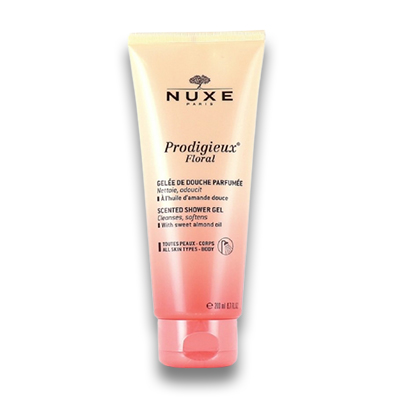 NUXE
PARIS
Prodigieux®
Floral
GELÉE DE DOUCHE PARFUMÉE
Nettoie, adoucit
À l'huile d'amande douce
SCENTED SHOWER GEL
Cleanses, softens
With sweet almond oil
TOUTES PEAUX - CORPS
ALL SKIN TYPES - BODY
℮ 200 ml 6.7 fl.oz.